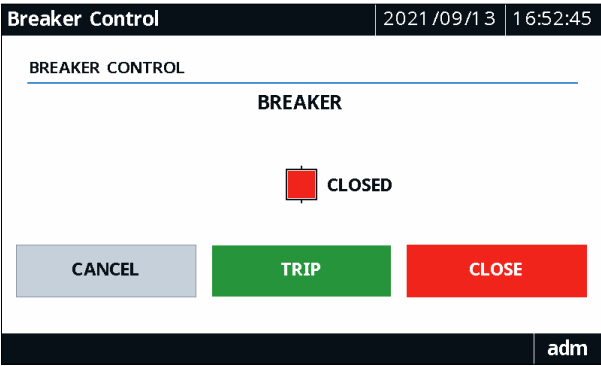 Breaker Control 2021/09/13 16:52:45
BREAKER CONTROL
BREAKER
CLOSED
CANCEL TRIP CLOSE
adm